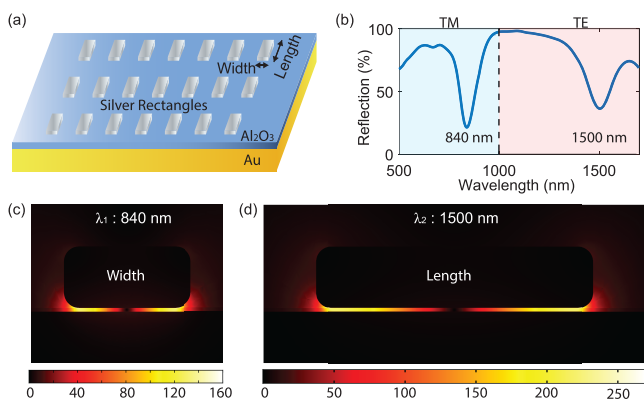 (a)
Width
Length
Silver Rectangles
Al₂O₃
Au
(b)
TM TE
Reflection (%)
100
50
0
840 nm 1500 nm
500 1000 1500
Wavelength (nm)
(c)
λ₁ : 840 nm
Width
0 40 80 120 160
(d)
λ₂ : 1500 nm
Length
0 50 100 150 200 250